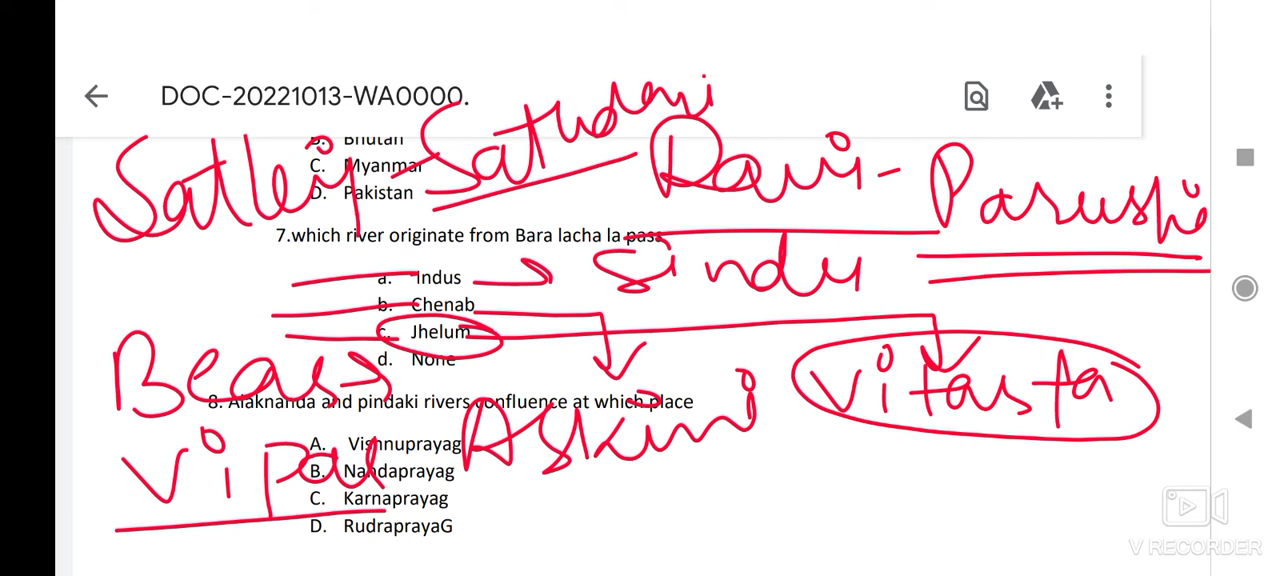 DOC-20221013-WA0000.
B. Bhutan
C. Myanmar
D. Pakistan
Satlej - Satudari Ravi - Parushi
7.which river originate from Bara lacha la pass
a. Indus → Sindu
b. Chenab
c. Jhelum
d. None
Beas → Vipas
Askini
Vitasta
8. Alaknanda and pindaki rivers confluence at which place
A. Vishnuprayag
B. Nandaprayag
C. Karnaprayag
D. RudraprayaG
V RECORDER